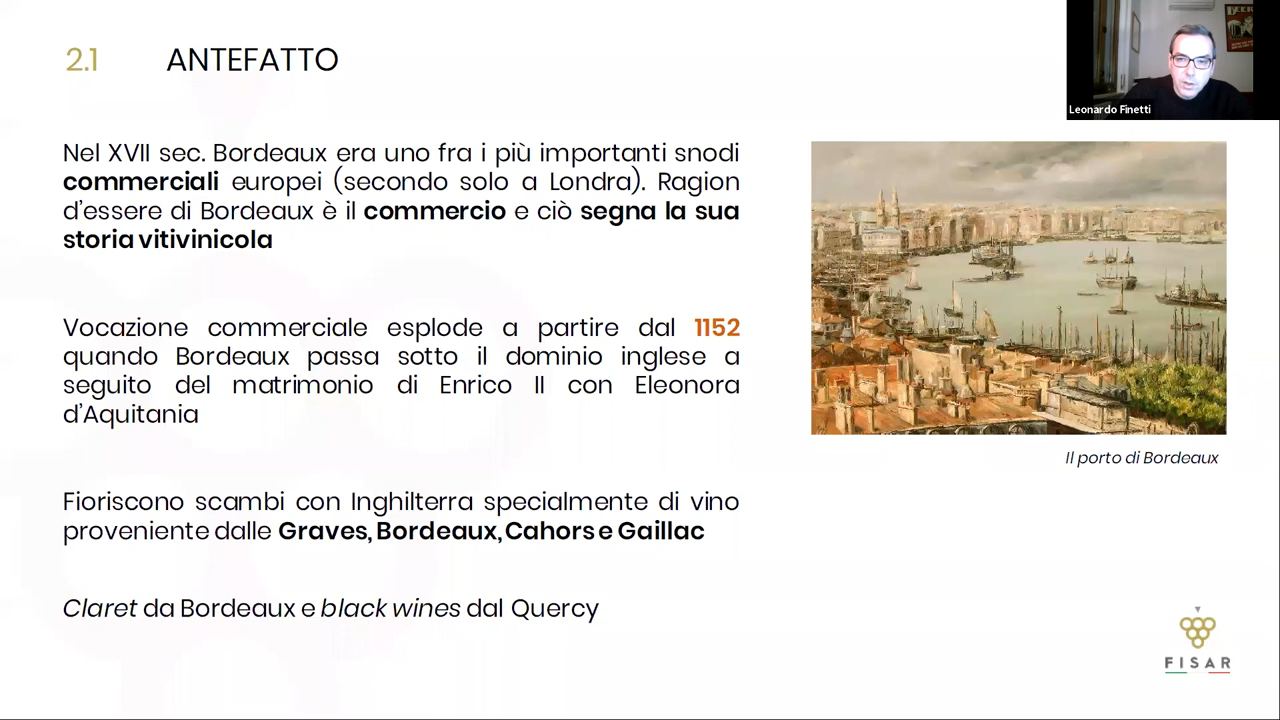 2.1 ANTEFATTO
Leonardo Finetti
Nel XVII sec. Bordeaux era uno fra i più importanti snodi
commerciali europei (secondo solo a Londra). Ragion
d'essere di Bordeaux è il commercio e ciò segna la sua
storia vitivinicola
Vocazione commerciale esplode a partire dal 1152
quando Bordeaux passa sotto il dominio inglese a
seguito del matrimonio di Enrico II con Eleonora
d'Aquitania
Il porto di Bordeaux
Fioriscono scambi con Inghilterra specialmente di vino
proveniente dalle Graves, Bordeaux, Cahors e Gaillac
Claret da Bordeaux e black wines dal Quercy
FISAR